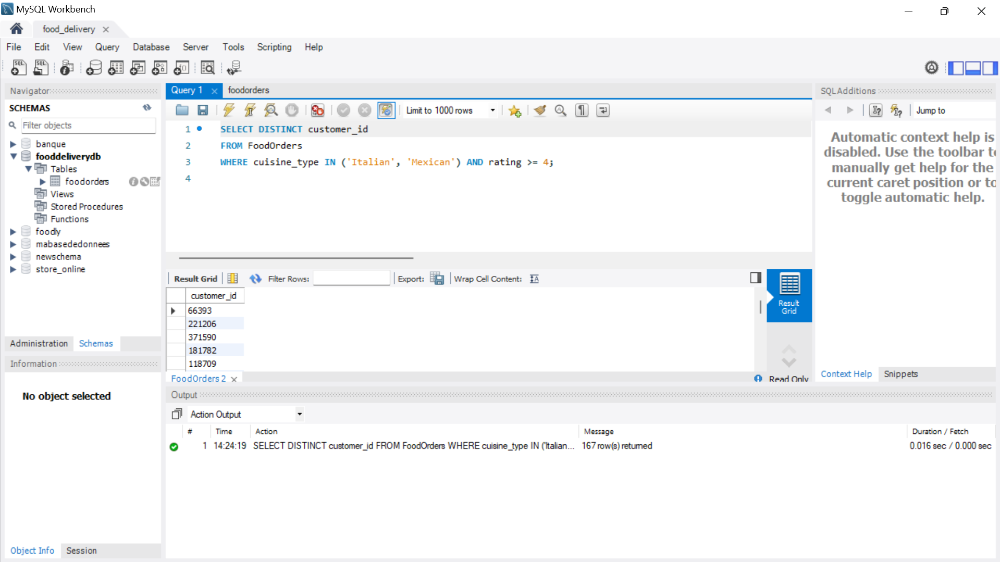 MySQL Workbench
food_delivery
File Edit View Query Database Server Tools Scripting Help
Navigator
SCHEMAS
Filter objects
banque
fooddeliverydb
Tables
foodorders
Views
Stored Procedures
Functions
foodly
mabasededonnees
newschema
store_online
Administration Schemas
Information
No object selected
Object Info Session
Query 1 foodorders
Limit to 1000 rows
1 SELECT DISTINCT customer_id
2 FROM FoodOrders
3 WHERE cuisine_type IN ('Italian', 'Mexican') AND rating >= 4;
4
Result Grid Filter Rows: Export: Wrap Cell Content:
customer_id
66393
221206
371590
181782
118709
Result
Grid
FoodOrders 2 Read Only
SQLAdditions
Jump to
Automatic context help is
disabled. Use the toolbar to
manually get help for the
current caret position or to
toggle automatic help.
Context Help Snippets
Output
Action Output
# Time Action Message Duration / Fetch
1 14:24:19 SELECT DISTINCT customer_id FROM FoodOrders WHERE cuisine_type IN ('Italian... 167 row(s) returned 0.016 sec / 0.000 sec